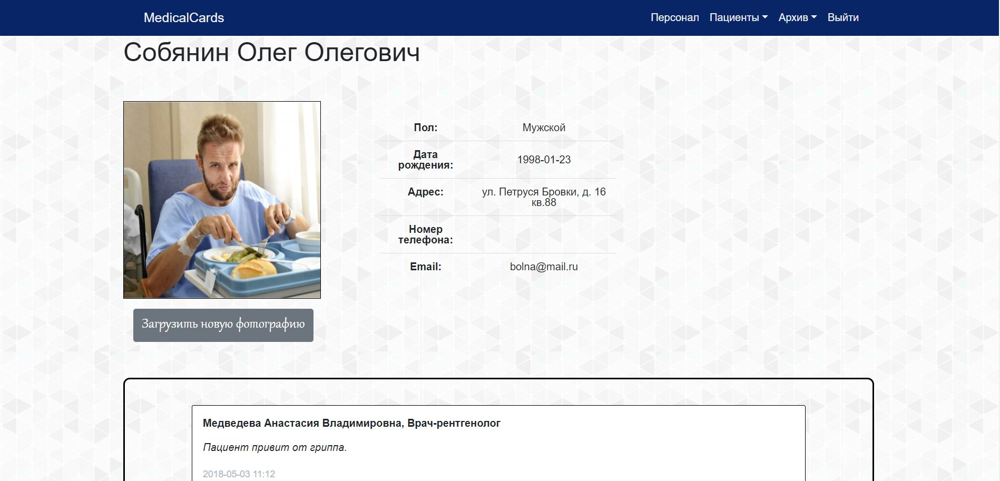 MedicalCards
Персонал Пациенты Архив Выйти
Собянин Олег Олегович
Пол: Мужской
Дата
рождения: 1998-01-23
Адрес: ул. Петруся Бровки, д. 16
кв.88
Номер
телефона:
Email: bolna@mail.ru
Загрузить новую фотографию
Медведева Анастасия Владимировна, Врач-рентгенолог
Пациент привит от гриппа.
2018-05-03 11:12